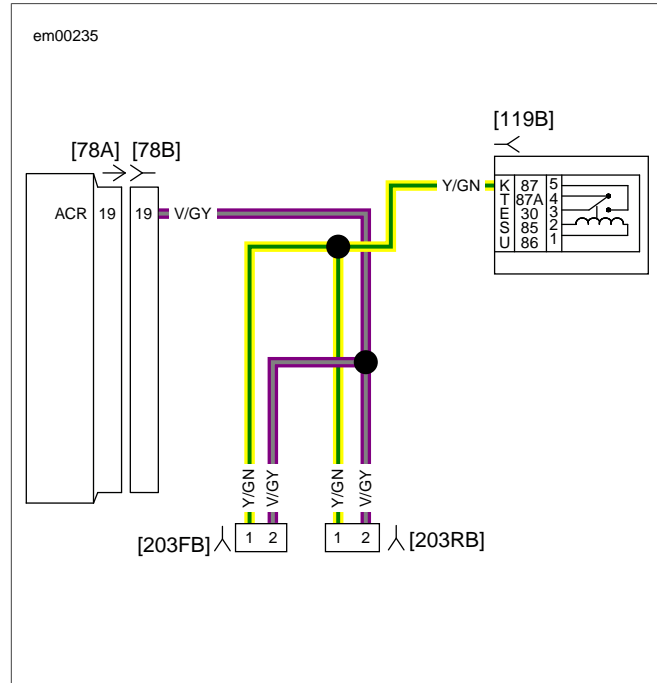 em00235
[119B]
[78A] [78B]
Y/GN
K 87 5
T 87A 4
E 30 3
S 85 2
U 86 1
ACR 19 19 V/GY
Y/GN V/GY Y/GN V/GY
[203FB] 1 2 1 2 [203RB]